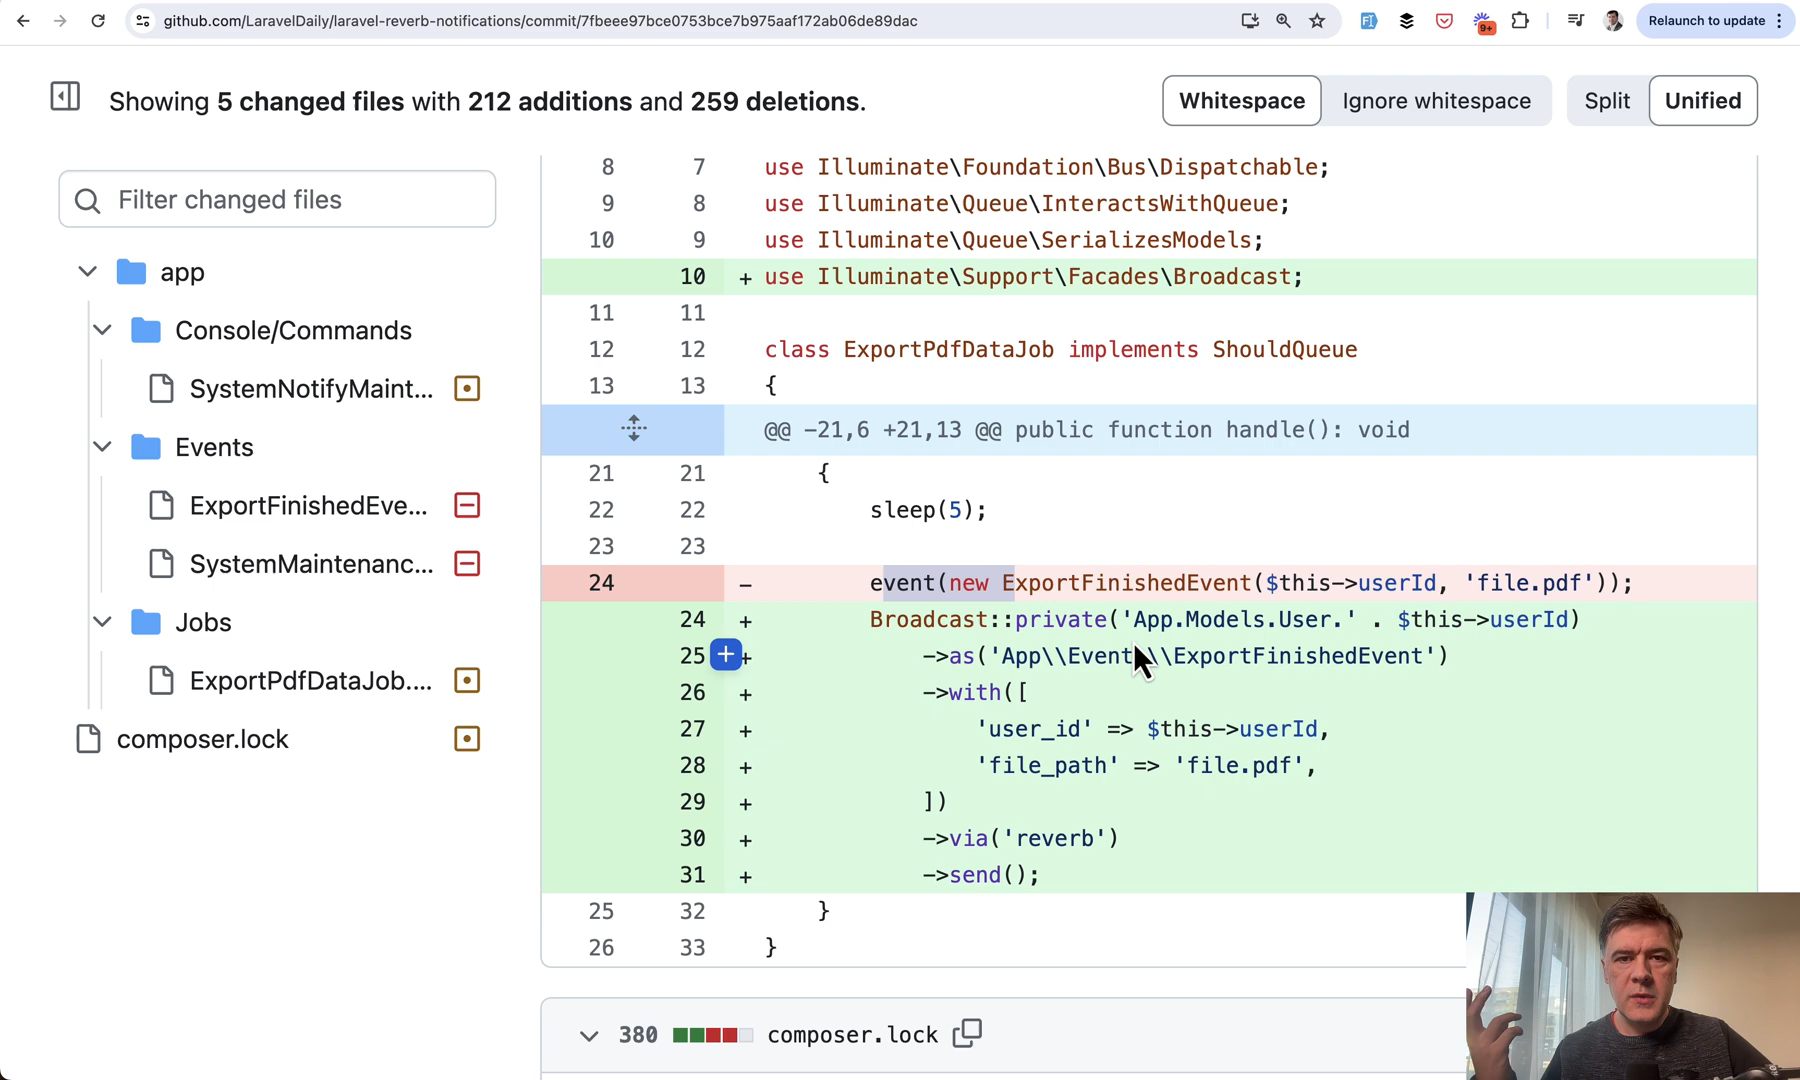 github.com/LaravelDaily/laravel-reverb-notifications/commit/7fbeee97bce0753bce7b975aaf172ab06de89dac
9+
Relaunch to update
Showing 5 changed files with 212 additions and 259 deletions.
Whitespace
Ignore whitespace
Split
Unified
Filter changed files
app
Console/Commands
SystemNotifyMaint...
Events
ExportFinishedEve...
SystemMaintenanc...
Jobs
ExportPdfDataJob....
composer.lock
8 7 use Illuminate\Foundation\Bus\Dispatchable;
9 8 use Illuminate\Queue\InteractsWithQueue;
10 9 use Illuminate\Queue\SerializesModels;
10 + use Illuminate\Support\Facades\Broadcast;
11 11
12 12 class ExportPdfDataJob implements ShouldQueue
13 13 {
@@ -21,6 +21,13 @@ public function handle(): void
21 21 {
22 22 sleep(5);
23 23
24 - event(new ExportFinishedEvent($this->userId, 'file.pdf'));
24 + Broadcast::private('App.Models.User.' . $this->userId)
25 + ->as('App\\Event \\ExportFinishedEvent')
26 + ->with([
27 + 'user_id' => $this->userId,
28 + 'file_path' => 'file.pdf',
29 + ])
30 + ->via('reverb')
31 + ->send();
25 32 }
26 33 }
380 composer.lock